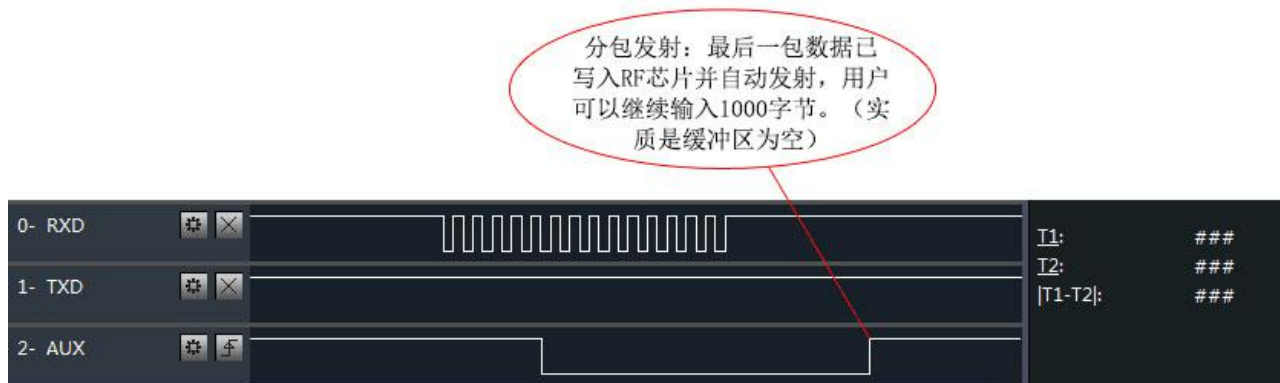 分包发射：最后一包数据已
写入RF芯片并自动发射，用户
可以继续输入1000字节。（实
质是缓冲区为空）
0- RXD
T1: ###
1- TXD
T2: ###
|T1-T2|: ###
2- AUX